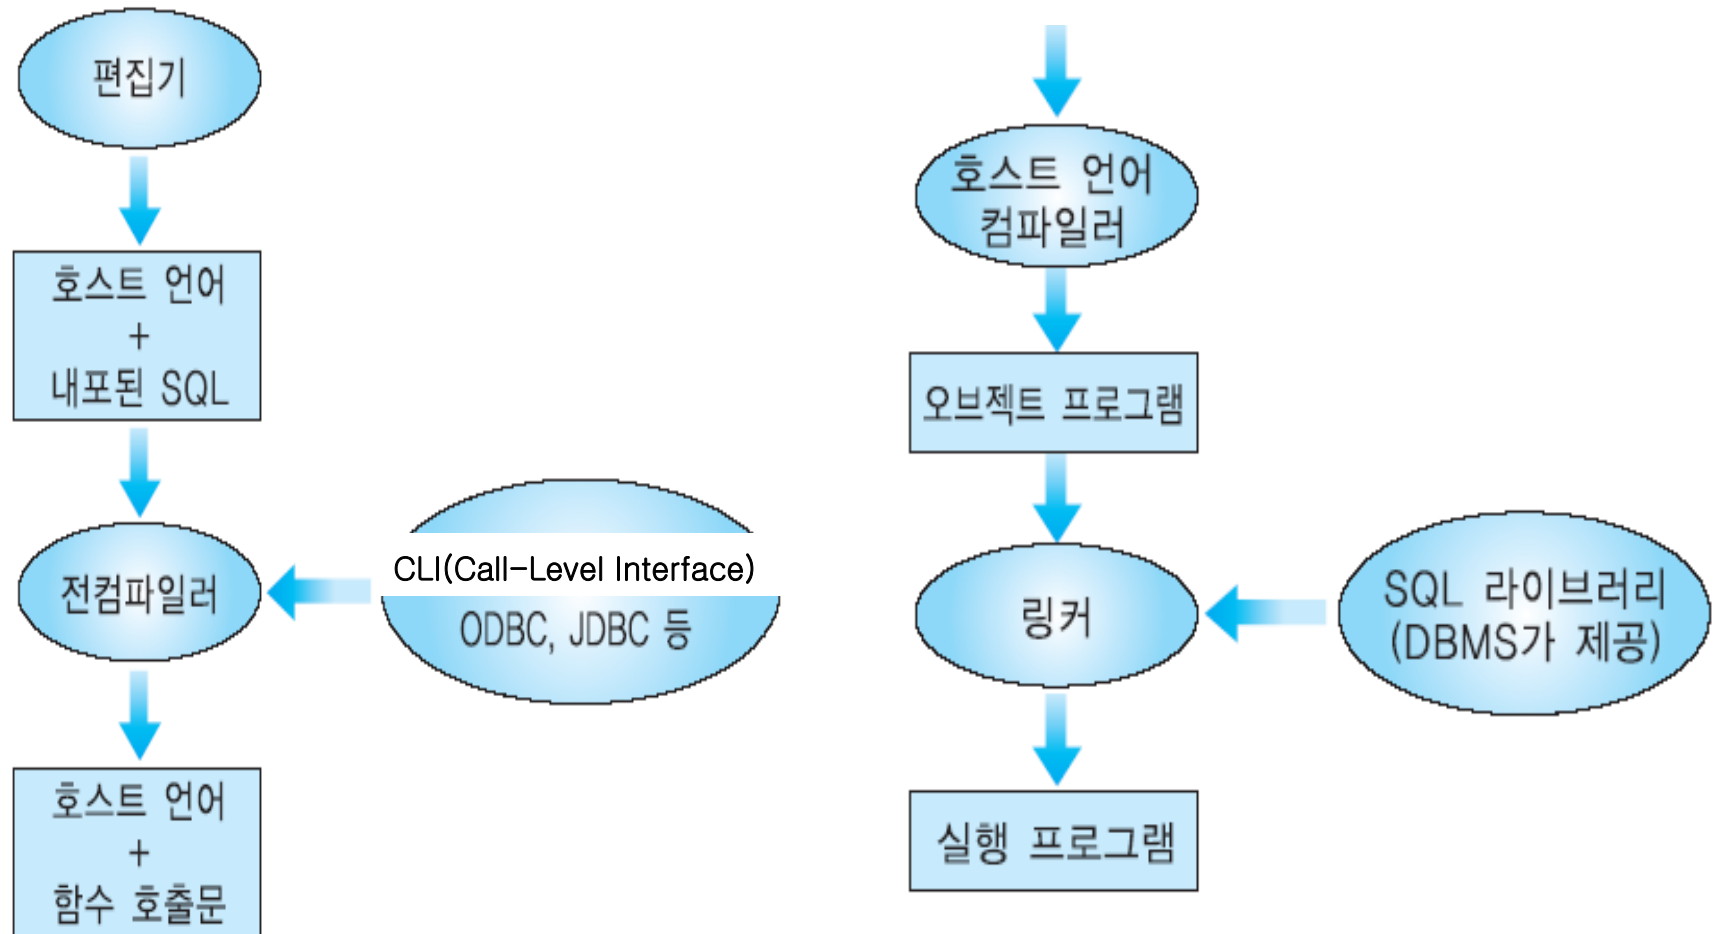 편집기
호스트 언어
+
내포된 SQL
전컴파일러
CLI(Call-Level Interface)
ODBC, JDBC 등
호스트 언어
+
함수 호출문
호스트 언어
컴파일러
오브젝트 프로그램
링커
SQL 라이브러리
(DBMS가 제공)
실행 프로그램